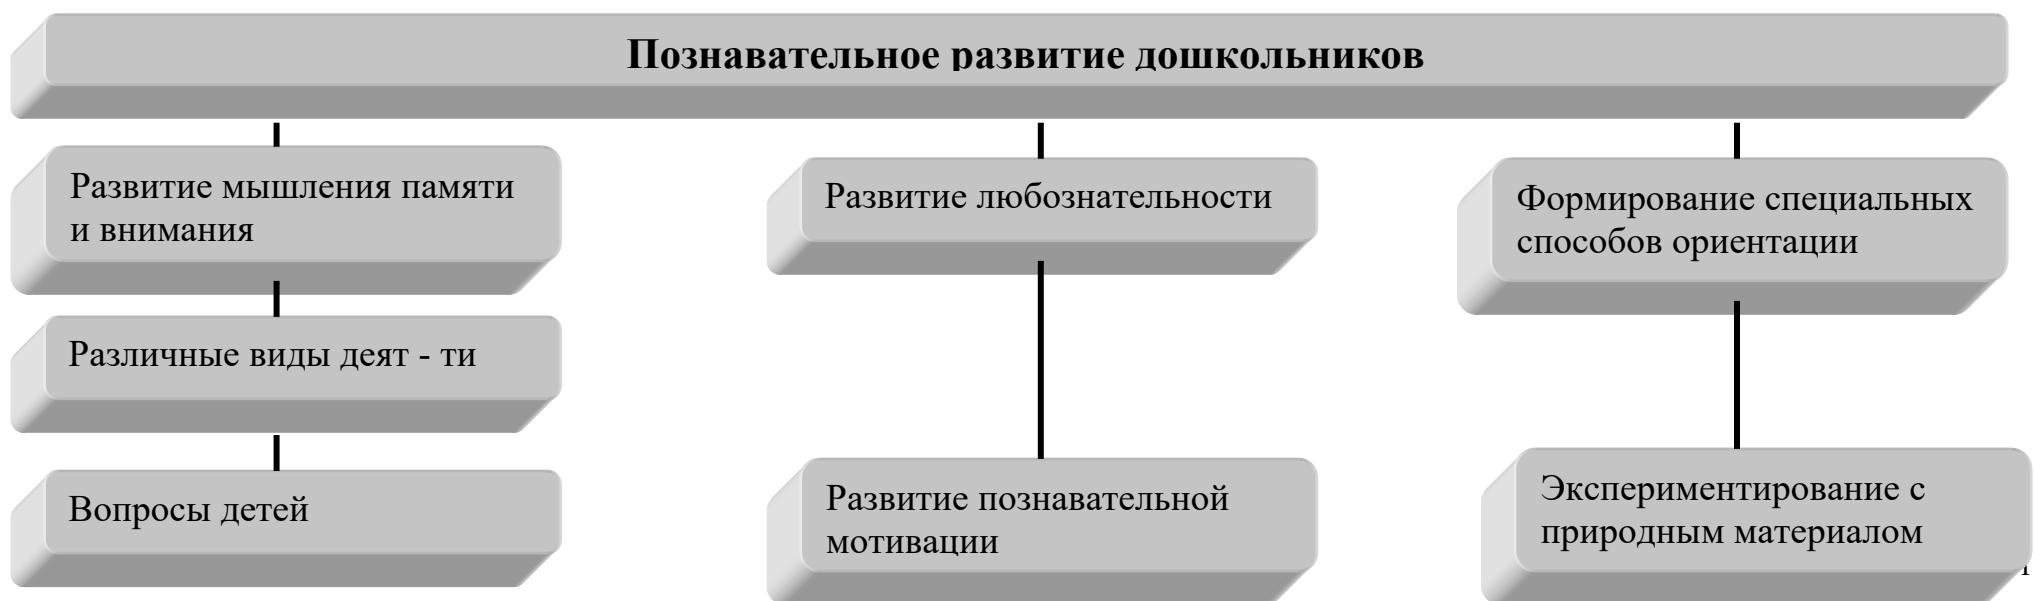 Познавательное развитие дошкольников
Развитие мышления памяти
и внимания
Развитие любознательности
Формирование специальных
способов ориентации
Различные виды деят - ти
Вопросы детей
Развитие познавательной
мотивации
Экспериментирование с
природным материалом